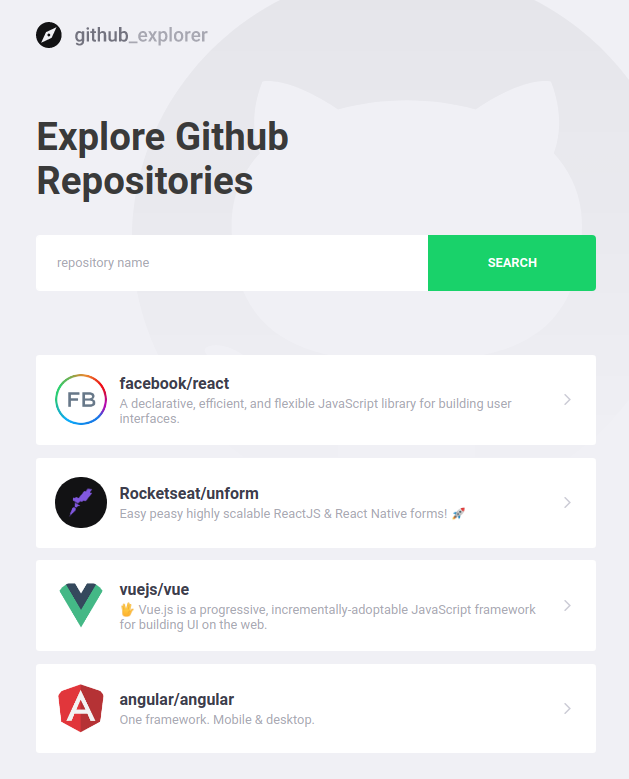 github_explorer
Explore Github
Repositories
repository name
SEARCH
FB
facebook/react
A declarative, efficient, and flexible JavaScript library for building user
interfaces.
Rocketseat/unform
Easy peasy highly scalable ReactJS & React Native forms! 🚀
vuejs/vue
🖖 Vue.js is a progressive, incrementally-adoptable JavaScript framework
for building UI on the web.
A
angular/angular
One framework. Mobile & desktop.